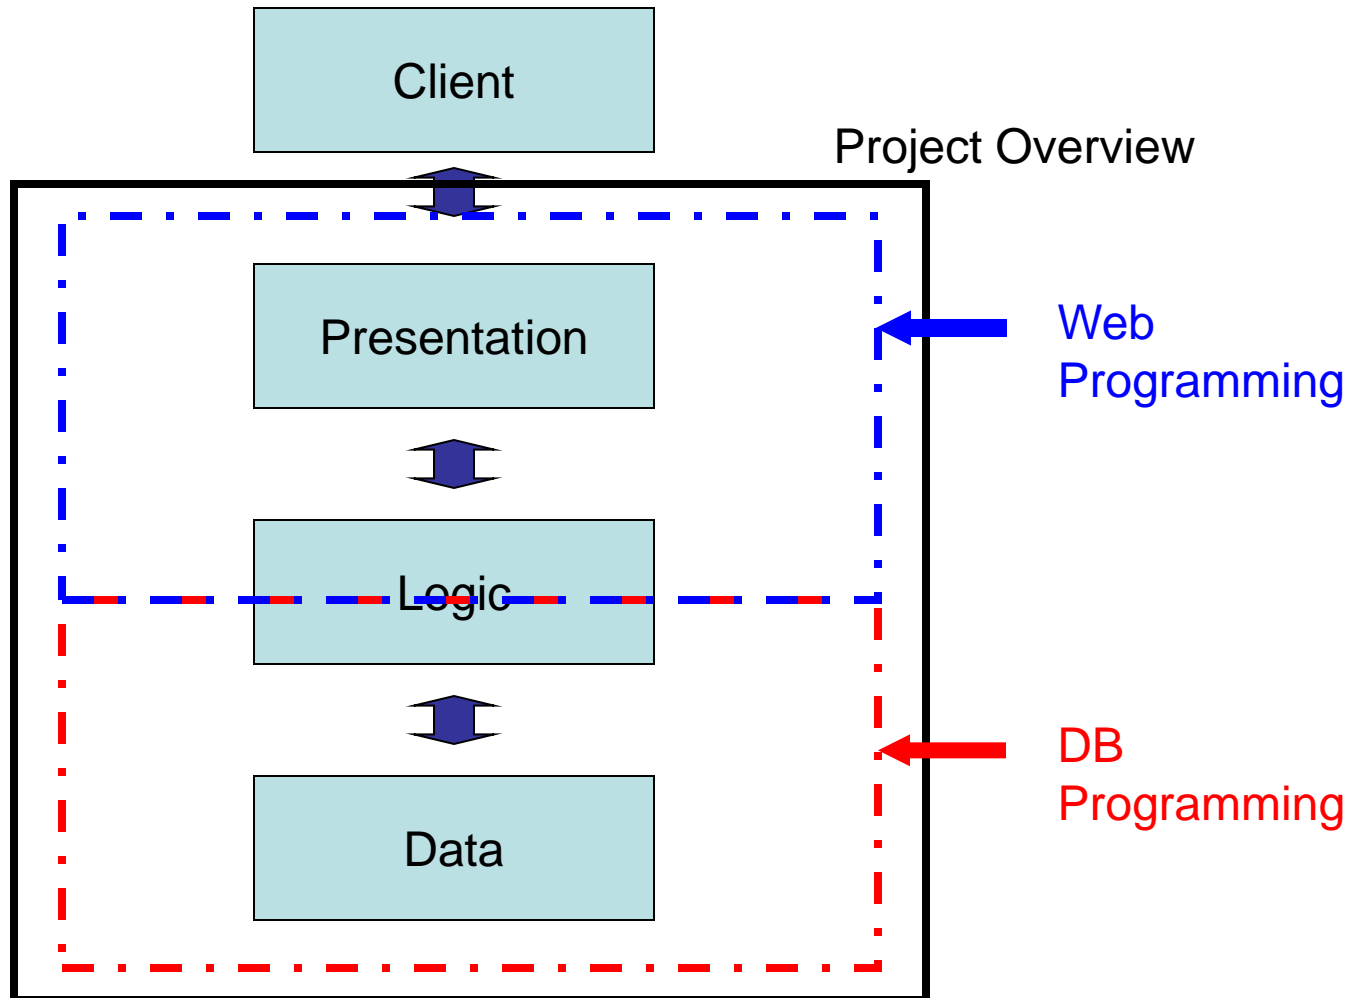 Client
Project Overview
Presentation
Web
Programming
Logic
DB
Programming
Data